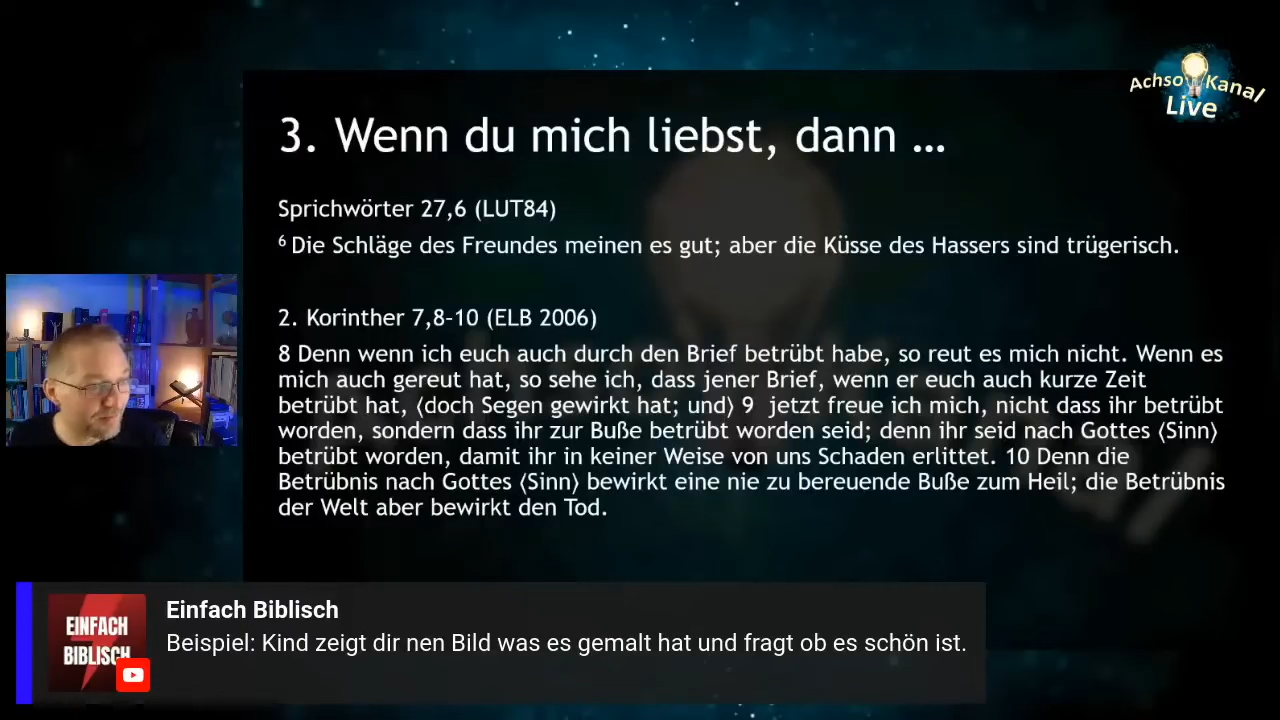 Achso Kanal
Live
3. Wenn du mich liebst, dann …
Sprichwörter 27,6 (LUT84)
⁶ Die Schläge des Freundes meinen es gut; aber die Küsse des Hassers sind trügerisch.
2. Korinther 7,8–10 (ELB 2006)
8 Denn wenn ich euch auch durch den Brief betrübt habe, so reut es mich nicht. Wenn es
mich auch gereut hat, so sehe ich, dass jener Brief, wenn er euch auch kurze Zeit
betrübt hat, ⟨doch Segen gewirkt hat; und⟩ 9 jetzt freue ich mich, nicht dass ihr betrübt
worden, sondern dass ihr zur Buße betrübt worden seid; denn ihr seid nach Gottes ⟨Sinn⟩
betrübt worden, damit ihr in keiner Weise von uns Schaden erlittet. 10 Denn die
Betrübnis nach Gottes ⟨Sinn⟩ bewirkt eine nie zu bereuende Buße zum Heil; die Betrübnis
der Welt aber bewirkt den Tod.
EINFACH
BIBLISCH
Einfach Biblisch
Beispiel: Kind zeigt dir nen Bild was es gemalt hat und fragt ob es schön ist.